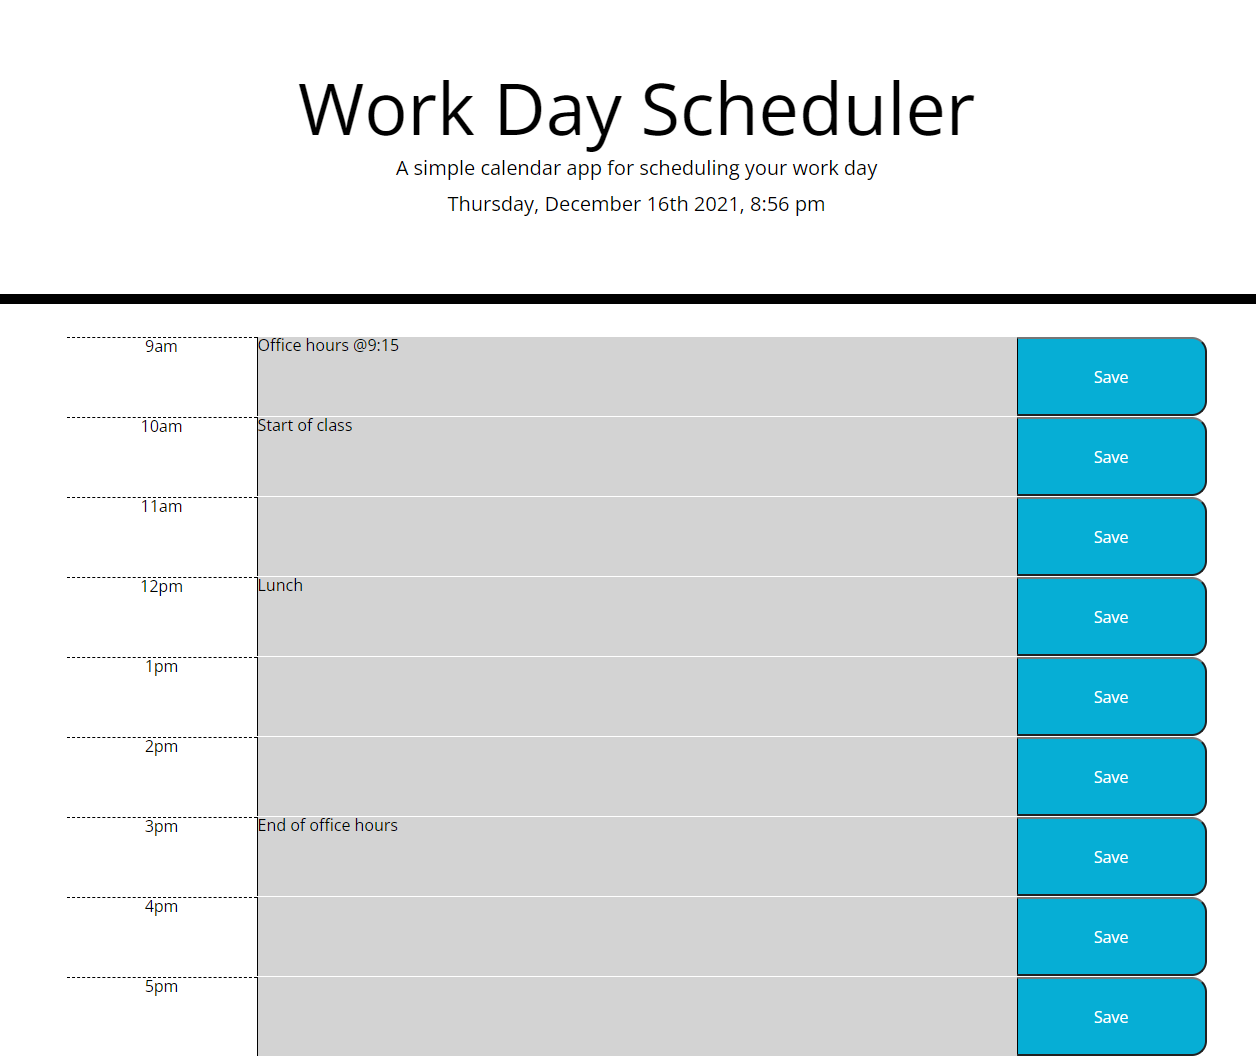 Work Day Scheduler
A simple calendar app for scheduling your work day
Thursday, December 16th 2021, 8:56 pm
9am Office hours @9:15 Save
10am Start of class Save
11am Save
12pm Lunch Save
1pm Save
2pm Save
3pm End of office hours Save
4pm Save
5pm Save